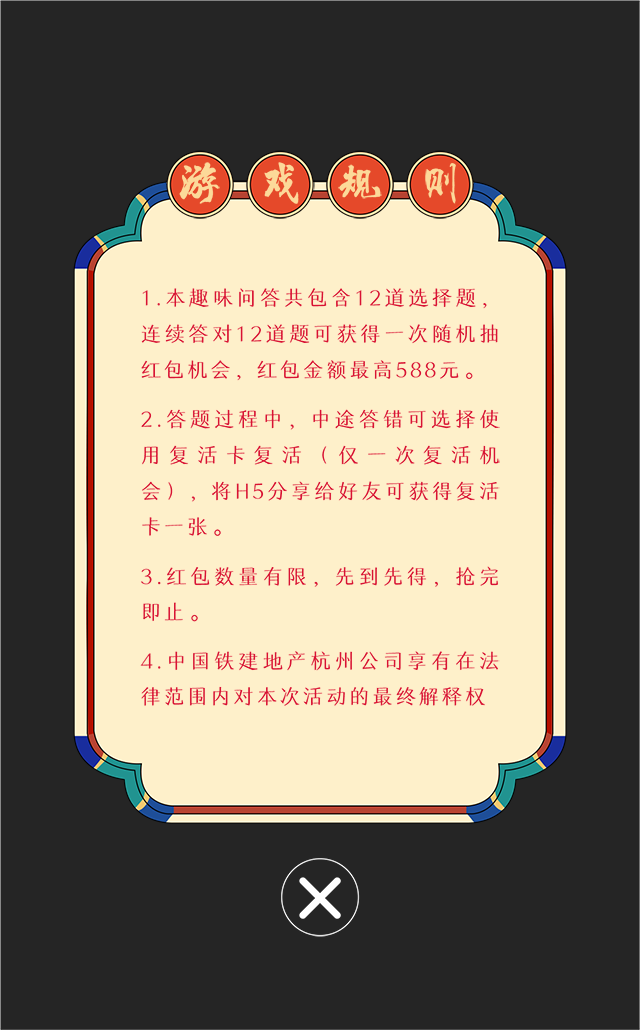 游戏规则
1.本趣味问答共包含12道选择题，
连续答对12道题可获得一次随机抽
红包机会，红包金额最高588元。
2.答题过程中，中途答错可选择使
用复活卡复活（仅一次复活机
会），将H5分享给好友可获得复活
卡一张。
3.红包数量有限，先到先得，抢完
即止。
4.中国铁建地产杭州公司享有在法
律范围内对本次活动的最终解释权